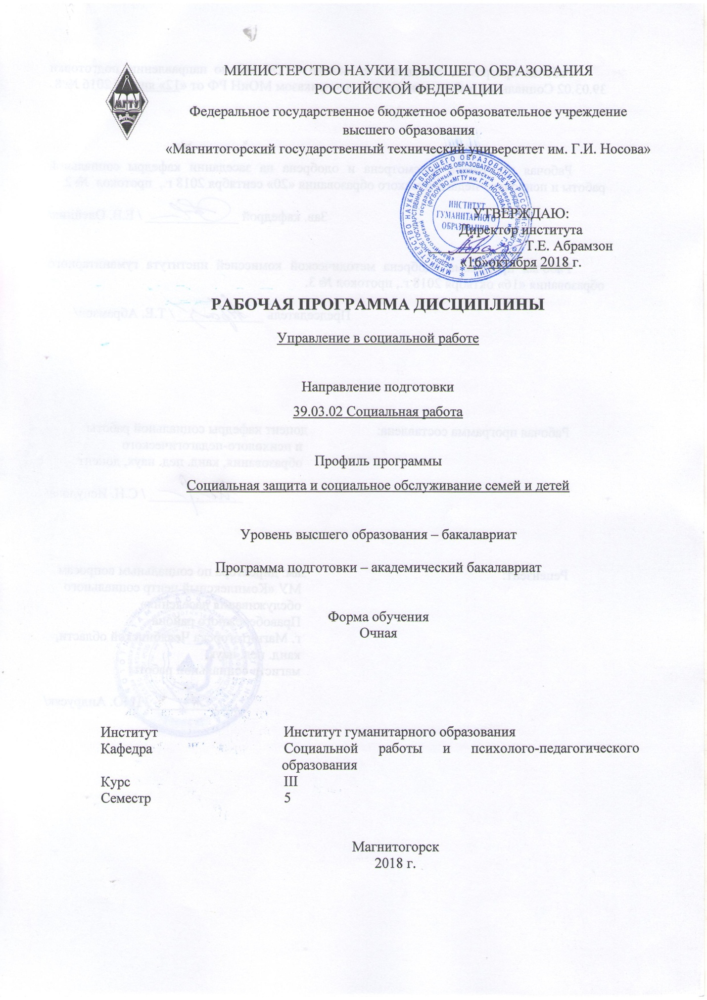 МИНИСТЕРСТВО НАУКИ И ВЫСШЕГО ОБРАЗОВАНИЯ
РОССИЙСКОЙ ФЕДЕРАЦИИ
Федеральное государственное бюджетное образовательное учреждение
высшего образования
«Магнитогорский государственный технический университет им. Г.И. Носова»
МГТУ
ИНСТИТУТ
ГУМАНИТАРНОГО
ОБРАЗОВАНИЯ
УТВЕРЖДАЮ:
Директор института
Т.Е. Абрамзон
«16»октября 2018 г.
РАБОЧАЯ ПРОГРАММА ДИСЦИПЛИНЫ
Управление в социальной работе
Направление подготовки
39.03.02 Социальная работа
Профиль программы
Социальная защита и социальное обслуживание семей и детей
Уровень высшего образования – бакалавриат
Программа подготовки – академический бакалавриат
Форма обучения
Очная
Институт Институт гуманитарного образования
Кафедра Социальной работы и психолого-педагогического
образования
Курс III
Семестр 5
Магнитогорск
2018 г.